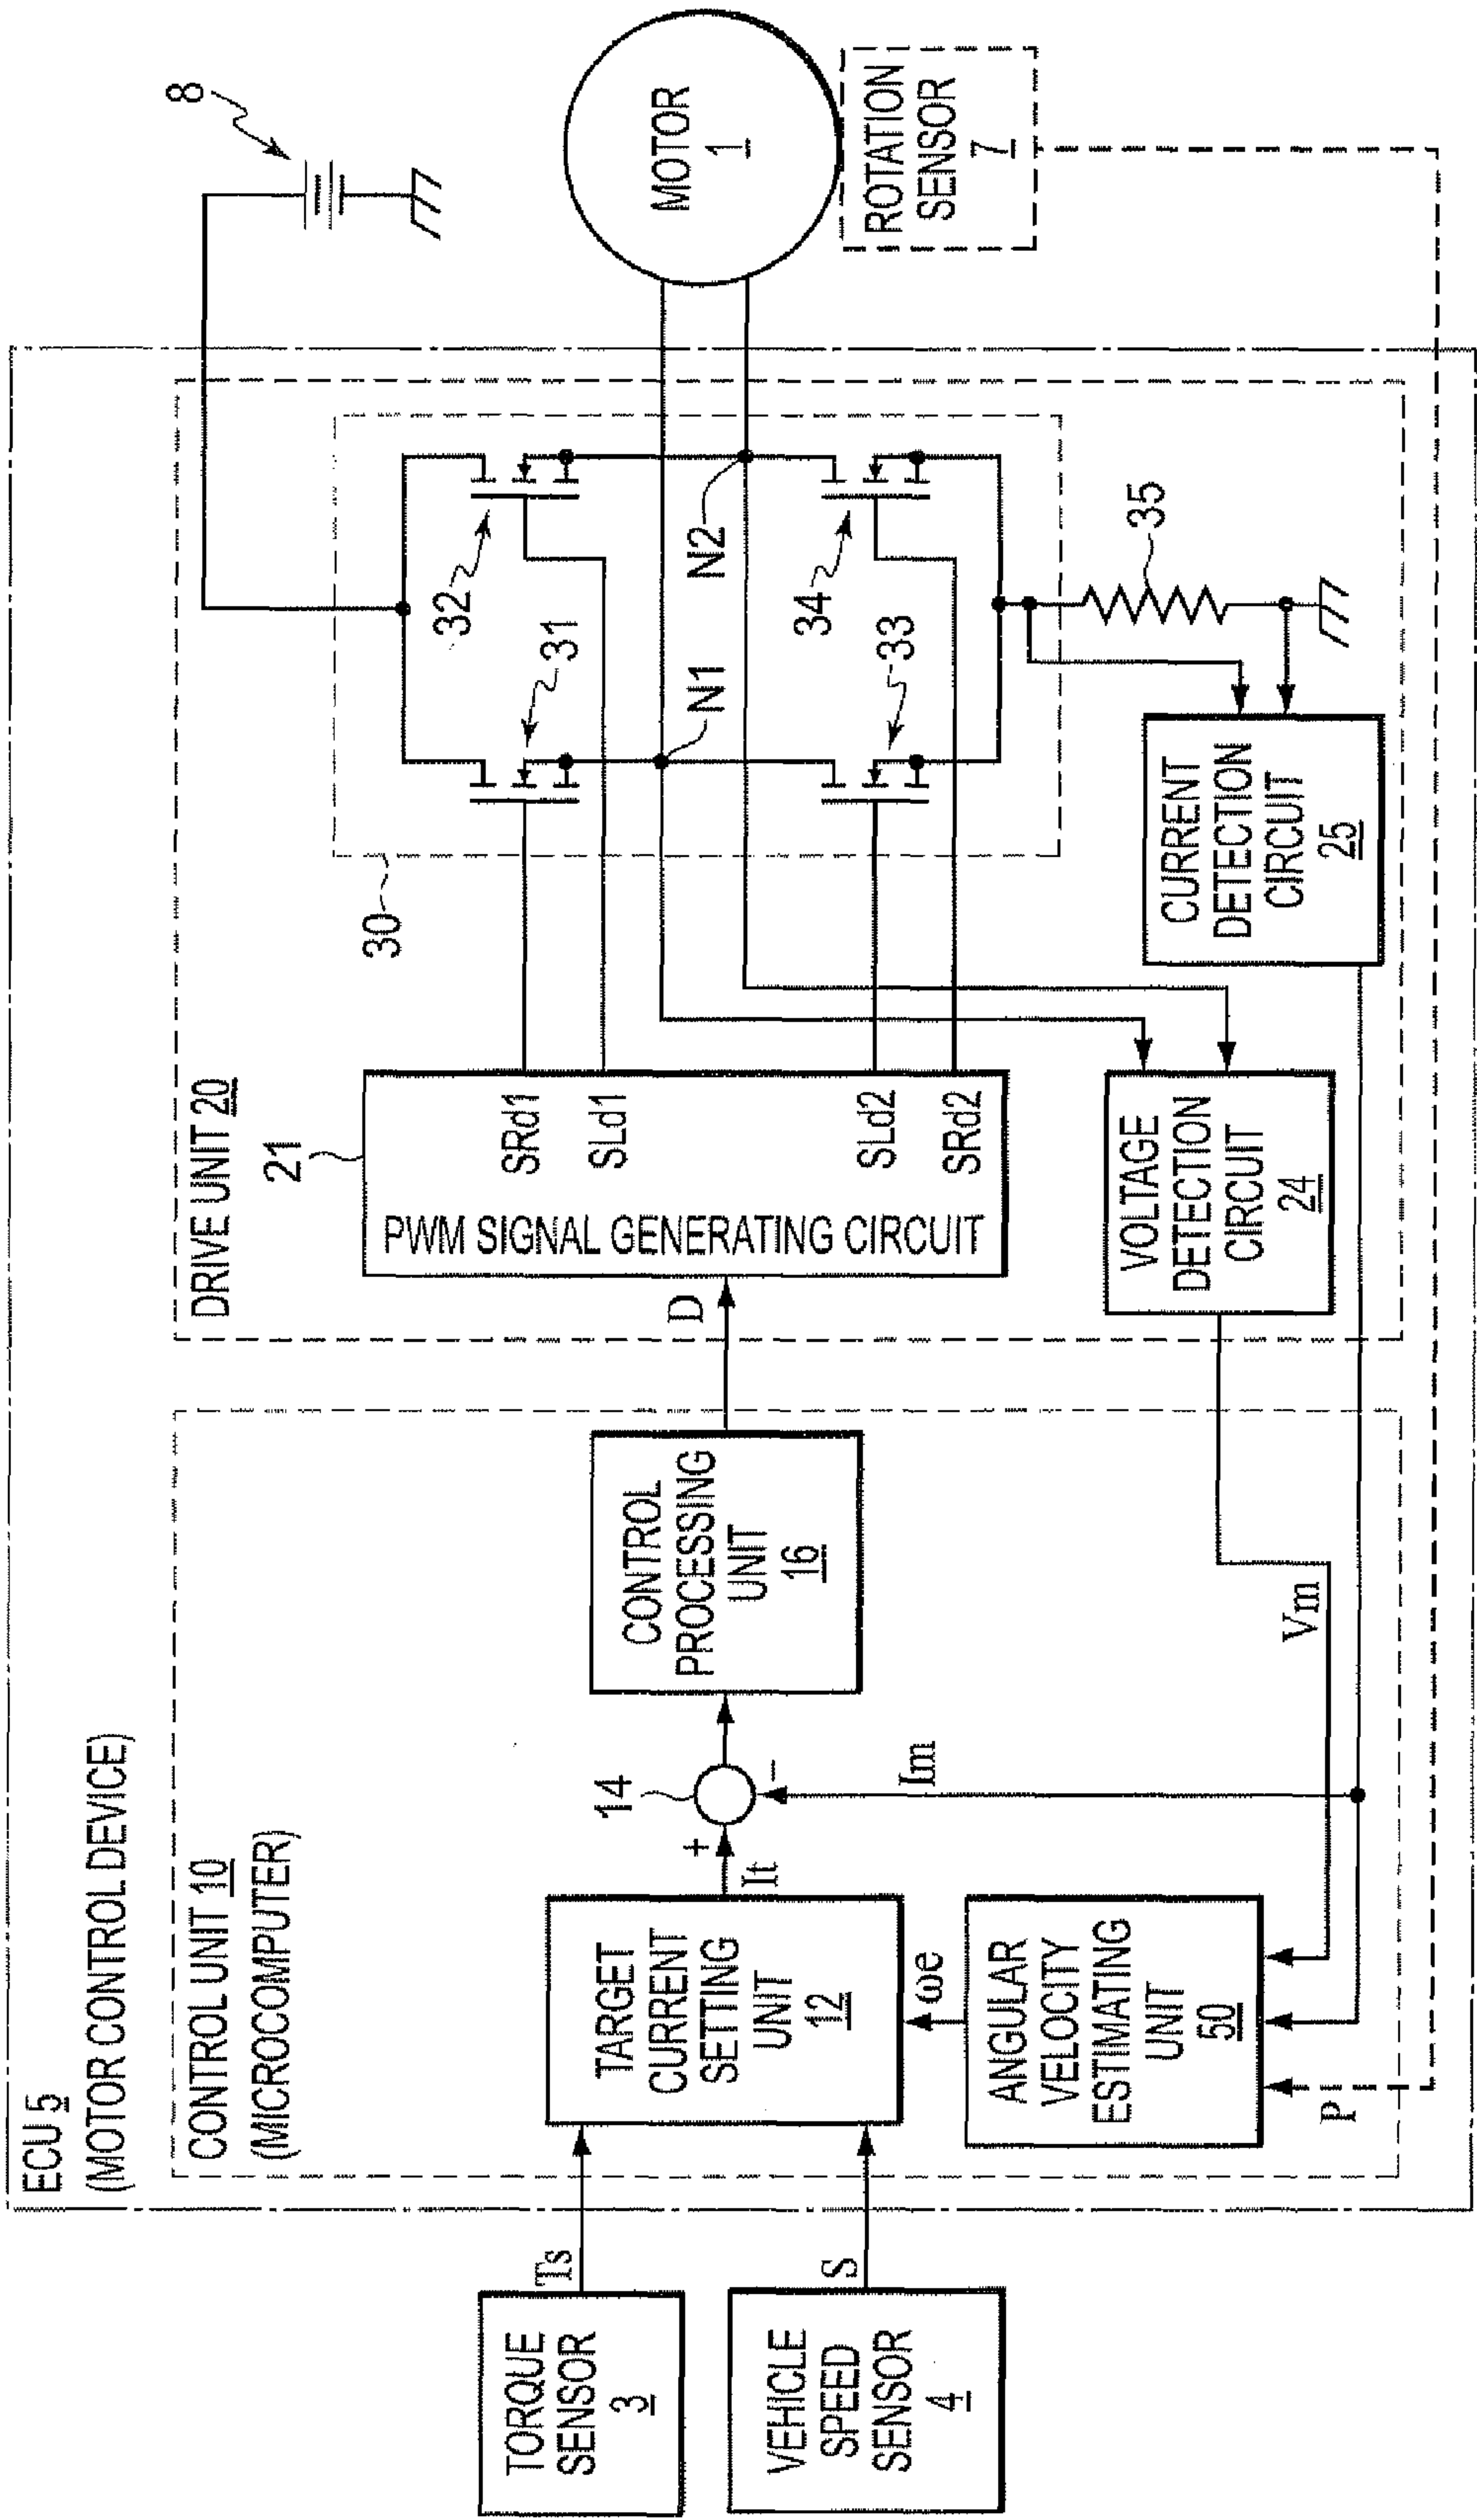 ECU 5
(MOTOR CONTROL DEVICE)
CONTROL UNIT 10
(MICROCOMPUTER)
DRIVE UNIT 20
8
TORQUE
SENSOR
3
Ts
VEHICLE
SPEED
SENSOR
4
S
TARGET
CURRENT
SETTING
UNIT
12
It
+
14
-
Im
CONTROL
PROCESSING
UNIT
16
D
ωe
ANGULAR
VELOCITY
ESTIMATING
UNIT
50
P
Vm
21
PWM SIGNAL GENERATING CIRCUIT
SRd1
SLd1
SLd2
SRd2
VOLTAGE
DETECTION
CIRCUIT
24
CURRENT
DETECTION
CIRCUIT
25
30
31
32
33
34
N1
N2
35
MOTOR
1
ROTATION
SENSOR
7